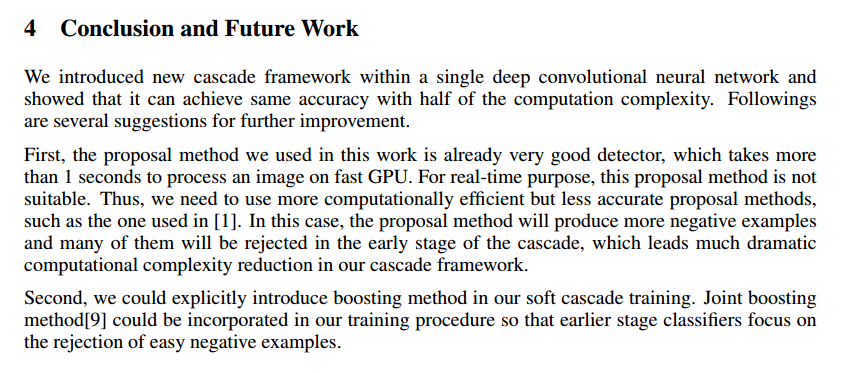 4 Conclusion and Future Work
We introduced new cascade framework within a single deep convolutional neural network and
showed that it can achieve same accuracy with half of the computation complexity. Followings
are several suggestions for further improvement.
First, the proposal method we used in this work is already very good detector, which takes more
than 1 seconds to process an image on fast GPU. For real-time purpose, this proposal method is not
suitable. Thus, we need to use more computationally efficient but less accurate proposal methods,
such as the one used in [1]. In this case, the proposal method will produce more negative examples
and many of them will be rejected in the early stage of the cascade, which leads much dramatic
computational complexity reduction in our cascade framework.
Second, we could explicitly introduce boosting method in our soft cascade training. Joint boosting
method[9] could be incorporated in our training procedure so that earlier stage classifiers focus on
the rejection of easy negative examples.